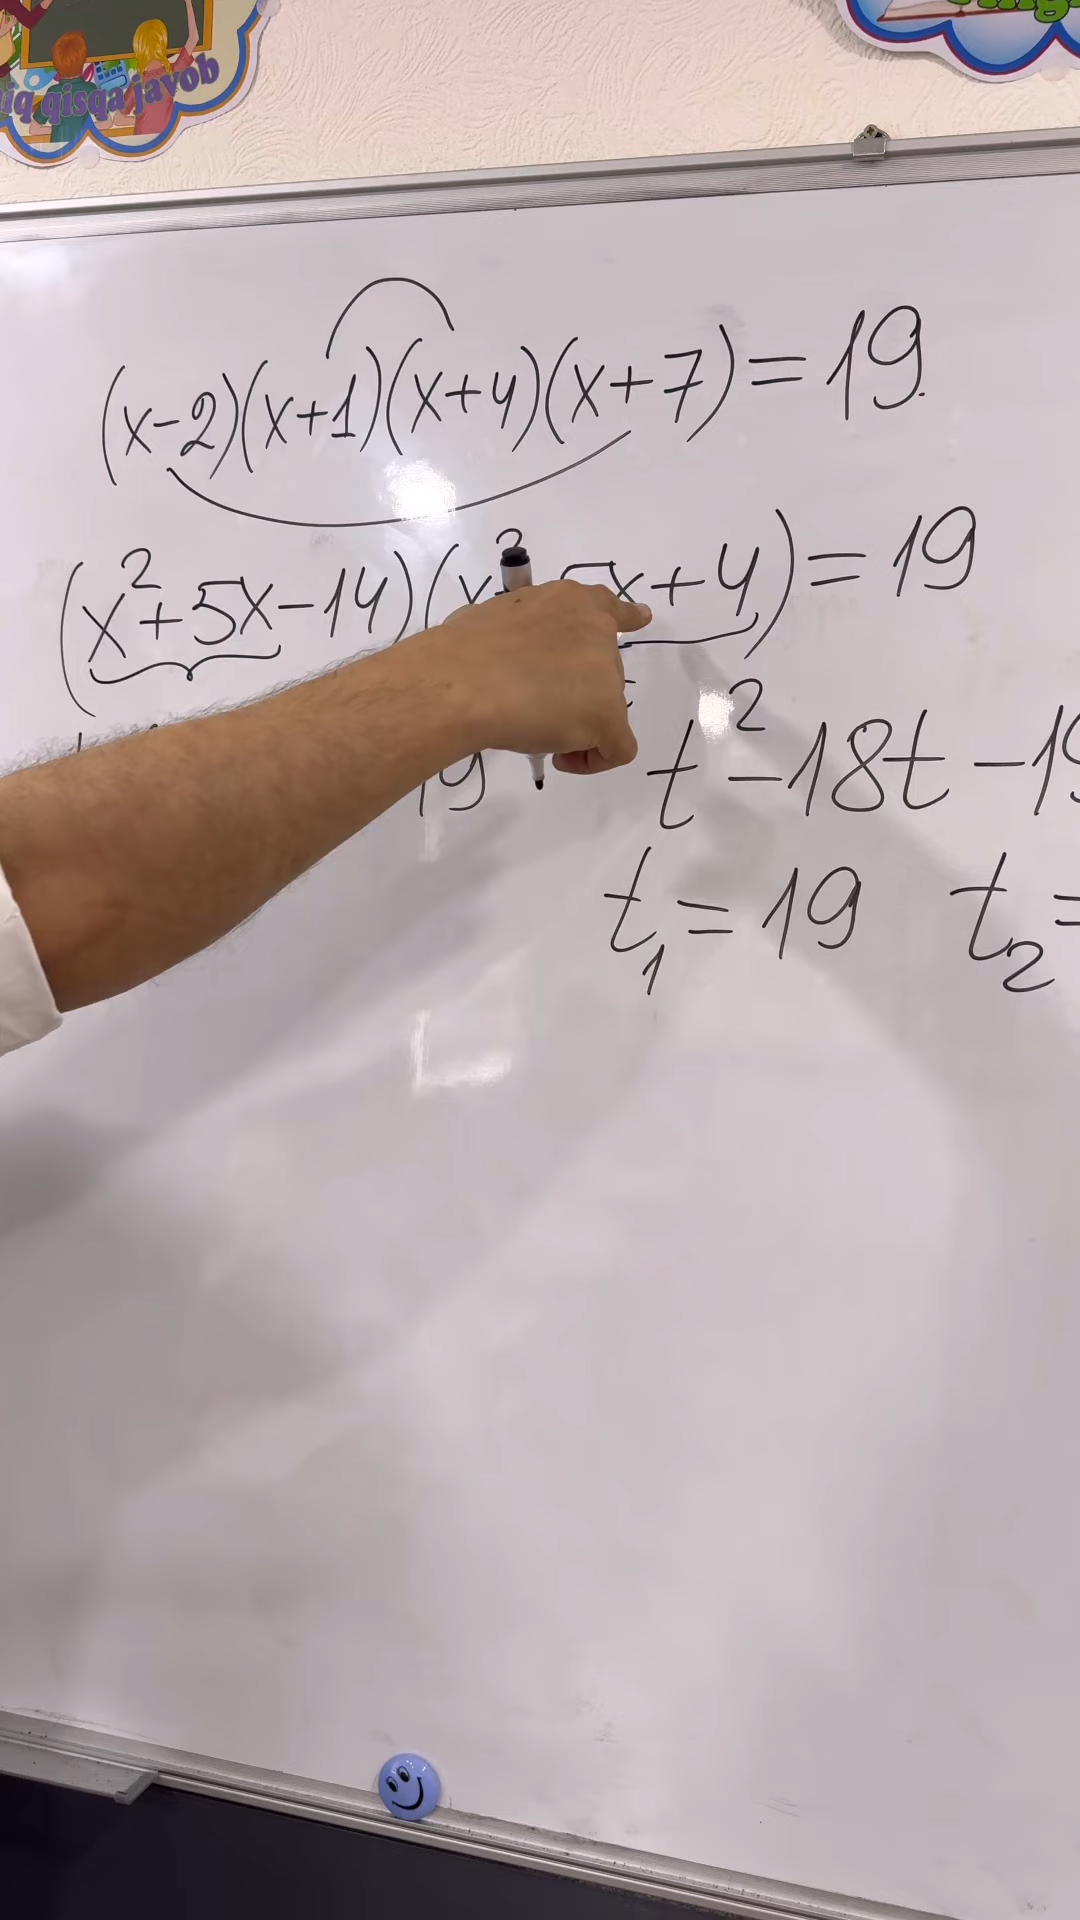 qisqa javob
(x-2)(x+1)(x+4)(x+7)=19.
(x²+5x-14)(x² 5x+4)=19
19 t²-18t-19
t₁=19 t₂=